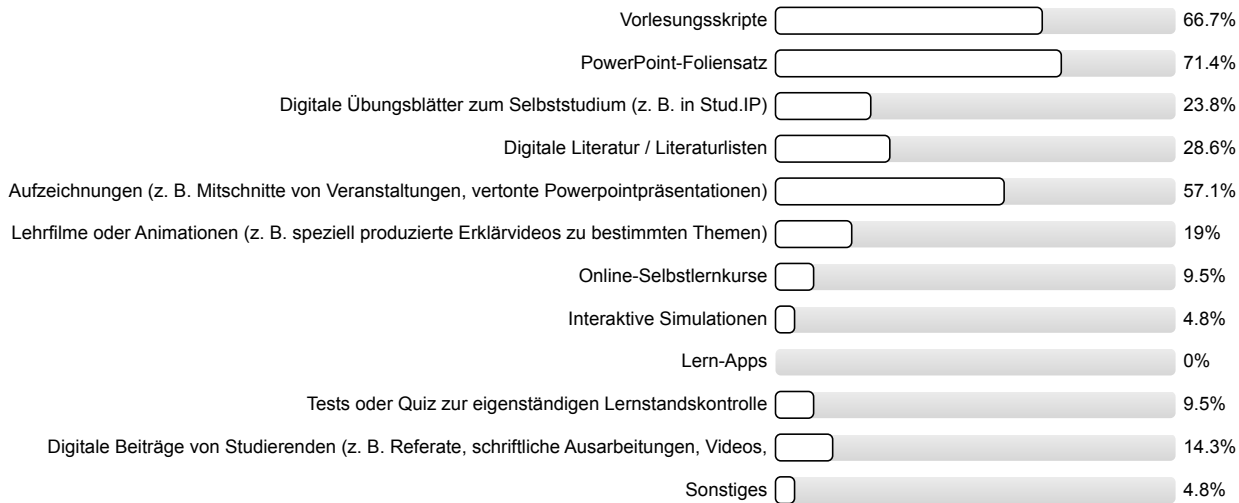 Vorlesungsskripte 66.7%
PowerPoint-Foliensatz 71.4%
Digitale Übungsblätter zum Selbststudium (z. B. in Stud.IP) 23.8%
Digitale Literatur / Literaturlisten 28.6%
Aufzeichnungen (z. B. Mitschnitte von Veranstaltungen, vertonte Powerpointpräsentationen) 57.1%
Lehrfilme oder Animationen (z. B. speziell produzierte Erklärvideos zu bestimmten Themen) 19%
Online-Selbstlernkurse 9.5%
Interaktive Simulationen 4.8%
Lern-Apps 0%
Tests oder Quiz zur eigenständigen Lernstandskontrolle 9.5%
Digitale Beiträge von Studierenden (z. B. Referate, schriftliche Ausarbeitungen, Videos, 14.3%
Sonstiges 4.8%